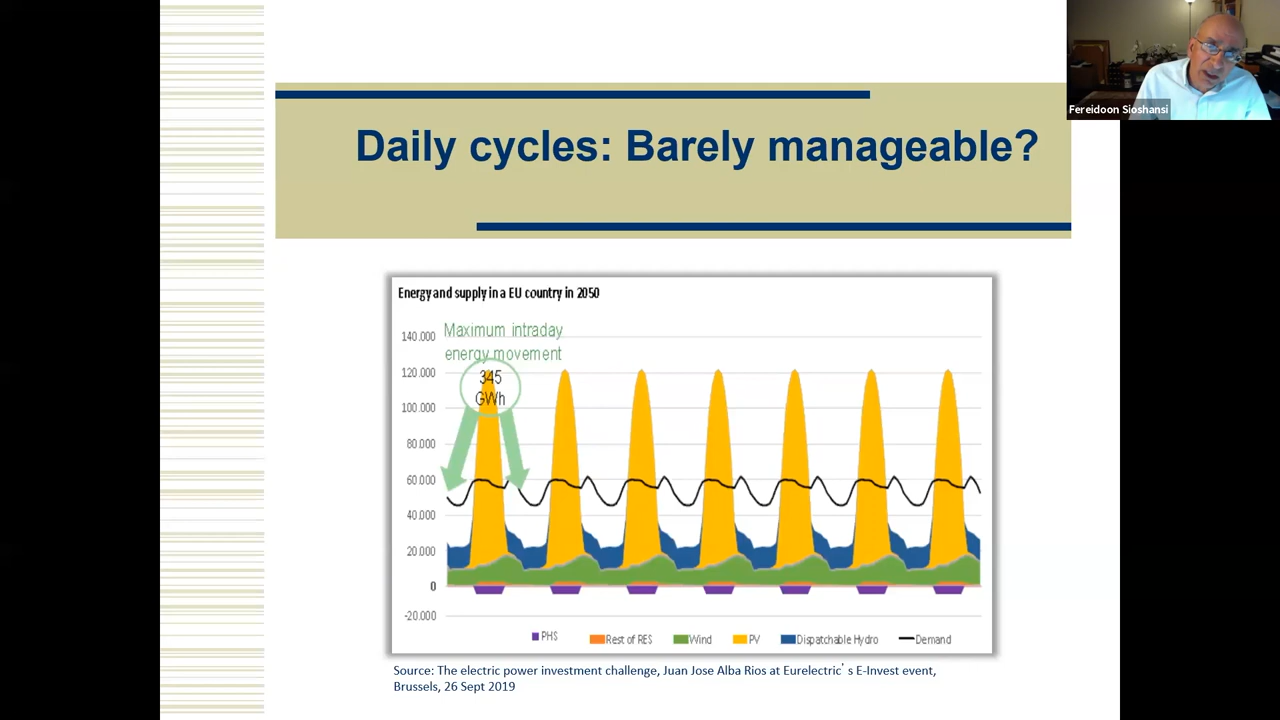 Fereidoon Sioshansi
Daily cycles: Barely manageable?
Energy and supply in a EU country in 2050
Maximum intraday
energy movement
345
GWh
140.000
120.000
100.000
80.000
60.000
40.000
20.000
0
-20.000
PHS
Rest of RES
Wind
PV
Dispatchable Hydro
Demand
Source: The electric power investment challenge, Juan Jose Alba Rios at Eurelectric’ s E-Invest event,
Brussels, 26 Sept 2019